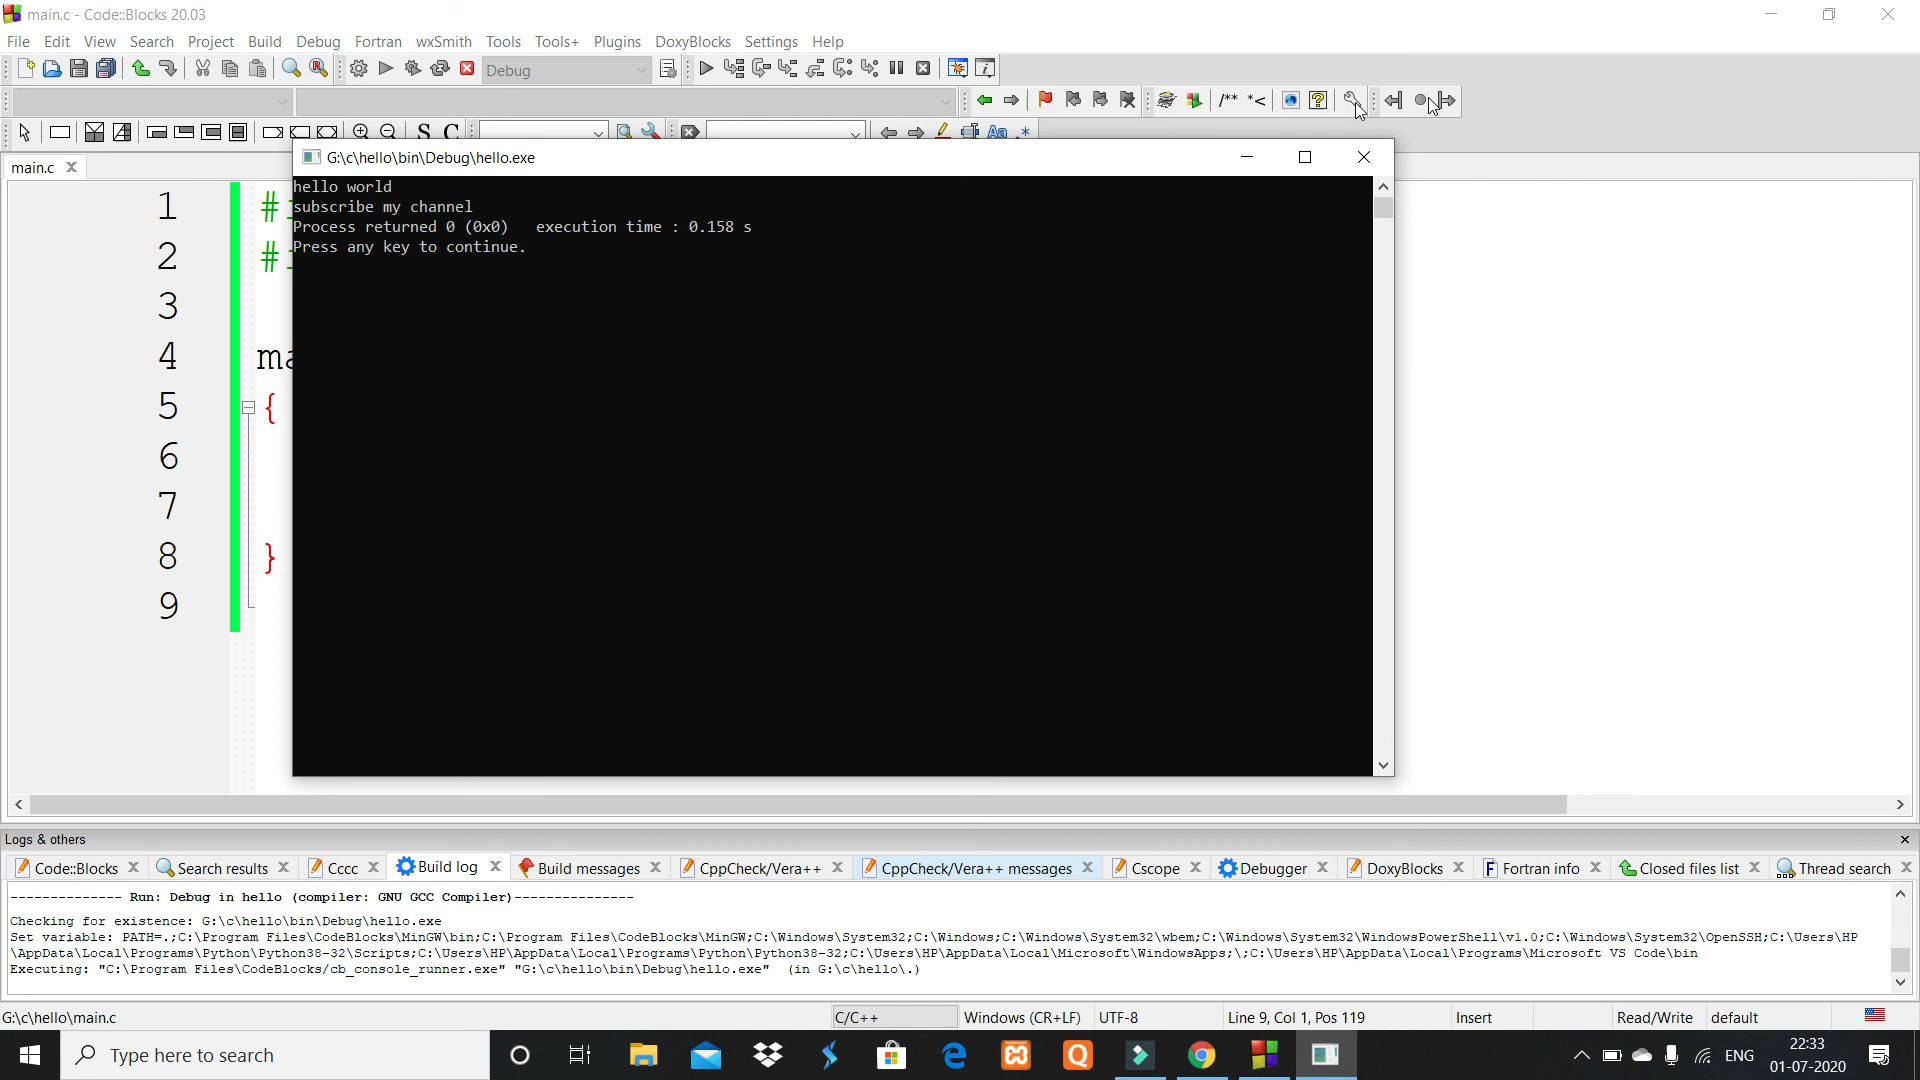 main.c - Code::Blocks 20.03
File Edit View Search Project Build Debug Fortran wxSmith Tools Tools+ Plugins DoxyBlocks Settings Help
Debug
/** *<
S C Aa .*
main.c
G:\c\hello\bin\Debug\hello.exe
hello world
subscribe my channel
Process returned 0 (0x0)   execution time : 0.158 s
Press any key to continue.
1 #
2 #
3
4 ma
5 {
6
7
8 }
9
Logs & others
Code::Blocks Search results Cccc Build log Build messages CppCheck/Vera++ CppCheck/Vera++ messages Cscope Debugger DoxyBlocks Fortran info Closed files list Thread search
-------------- Run: Debug in hello (compiler: GNU GCC Compiler)---------------
Checking for existence: G:\c\hello\bin\Debug\hello.exe
Set variable: PATH=.;C:\Program Files\CodeBlocks\MinGW\bin;C:\Program Files\CodeBlocks\MinGW;C:\Windows\System32;C:\Windows;C:\Windows\System32\wbem;C:\Windows\System32\WindowsPowerShell\v1.0;C:\Windows\System32\OpenSSH;C:\Users\HP
\AppData\Local\Programs\Python\Python38-32\Scripts;C:\Users\HP\AppData\Local\Programs\Python\Python38-32;C:\Users\HP\AppData\Local\Microsoft\WindowsApps;\;C:\Users\HP\AppData\Local\Programs\Microsoft VS Code\bin
Executing: "C:\Program Files\CodeBlocks/cb_console_runner.exe" "G:\c\hello\bin\Debug\hello.exe"  (in G:\c\hello\.)
G:\c\hello\main.c C/C++ Windows (CR+LF) UTF-8 Line 9, Col 1, Pos 119 Insert Read/Write default
Type here to search
ENG
22:33
01-07-2020